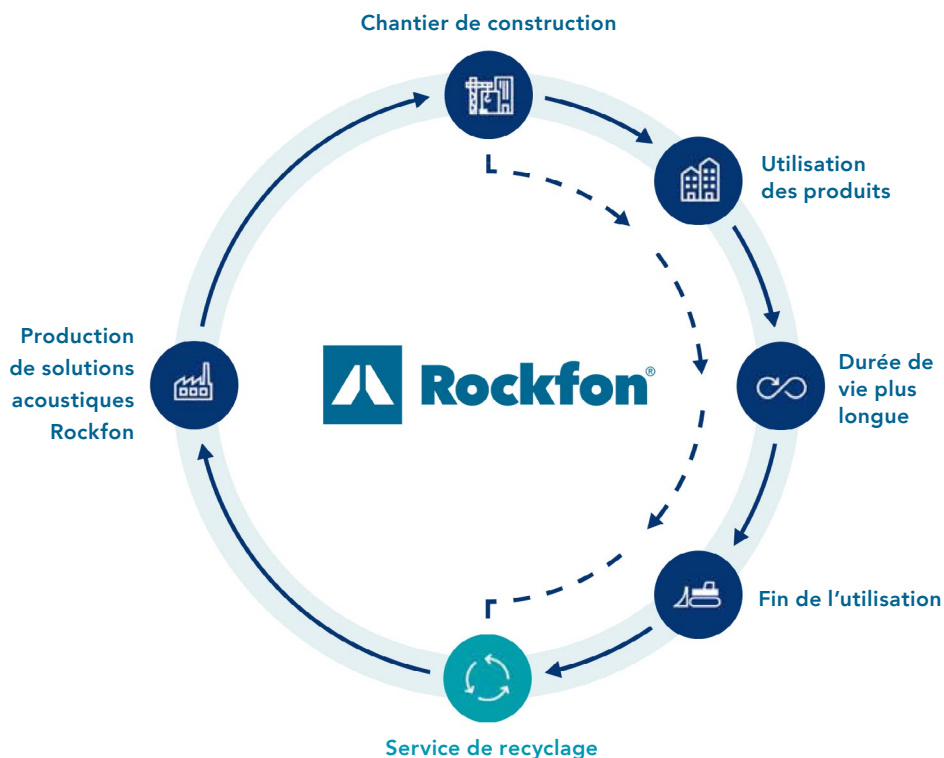 Chantier de construction
Utilisation
des produits
Production
de solutions
acoustiques
Rockfon
Rockfon®
Durée de
vie plus
longue
Fin de l’utilisation
Service de recyclage